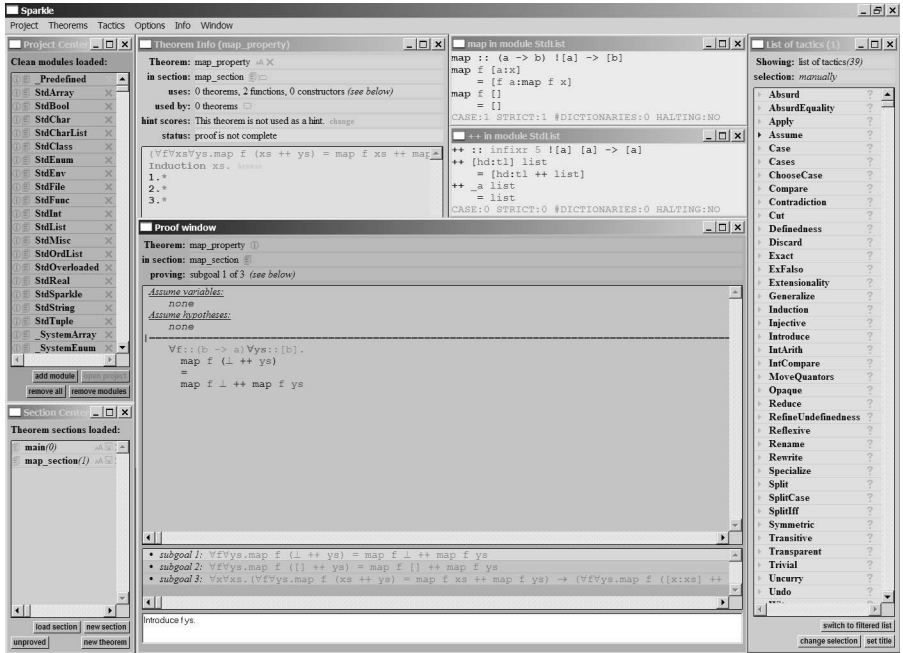 Sparkle
Project Theorems Tactics Options Info Window
Project Center
Clean modules loaded:
_Predefined
StdArray
StdBool
StdChar
StdCharList
StdClass
StdEnum
StdEnv
StdFile
StdFunc
StdInt
StdList
StdMisc
StdOrdList
StdOverloaded
StdReal
StdSparkle
StdString
StdTuple
_SystemArray
_SystemEnum
add module open project
remove all remove modules
Section Center
Theorem sections loaded:
main(0)
map_section(1)
load section new section
unproved new theorem
Theorem Info (map_property)
Theorem: map_property
in section: map_section
uses: 0 theorems, 2 functions, 0 constructors (see below)
used by: 0 theorems
hint scores: This theorem is not used as a hint. change
status: proof is not complete
(∀f∀xs∀ys.map f (xs ++ ys) = map f xs ++ map
Induction xs.
1.*
2.*
3.*
map in module StdList
map :: (a -> b) ![a] -> [b]
map f [a:x]
= [f a:map f x]
map f []
= []
CASE:1 STRICT:1 #DICTIONARIES:0 HALTING:NO
++ in module StdList
++ :: infixr 5 ![a] [a] -> [a]
++ [hd:tl] list
= [hd:tl ++ list]
++ _a list
= list
CASE:0 STRICT:0 #DICTIONARIES:0 HALTING:NO
Proof window
Theorem: map_property
in section: map_section
proving: subgoal 1 of 3 (see below)
Assume variables:
none
Assume hypotheses:
none
∀f::(b -> a)∀ys::[b].
map f (⊥ ++ ys)
=
map f ⊥ ++ map f ys
• subgoal 1: ∀f∀ys.map f (⊥ ++ ys) = map f ⊥ ++ map f ys
• subgoal 2: ∀f∀ys.map f ([] ++ ys) = map f [] ++ map f ys
• subgoal 3: ∀x∀xs.(∀f∀ys.map f (xs ++ ys) = map f xs ++ map f ys) → (∀f∀ys.map f ([x:xs] ++
Introduce f ys.
List of tactics (1)
Showing: list of tactics(39)
selection: manually
Absurd ?
AbsurdEquality ?
Apply ?
Assume ?
Case ?
Cases ?
ChooseCase ?
Compare ?
Contradiction ?
Cut ?
Definedness ?
Discard ?
Exact ?
ExFalso ?
Extensionality ?
Generalize ?
Induction ?
Injective ?
Introduce ?
IntArith ?
IntCompare ?
MoveQuantors ?
Opaque ?
Reduce ?
RefineUndefinedness ?
Reflexive ?
Rename ?
Rewrite ?
Specialize ?
Split ?
SplitCase ?
SplitIff ?
Symmetric ?
Transitive ?
Transparent ?
Trivial ?
Uncurry ?
Undo ?
switch to filtered list
change selection set title